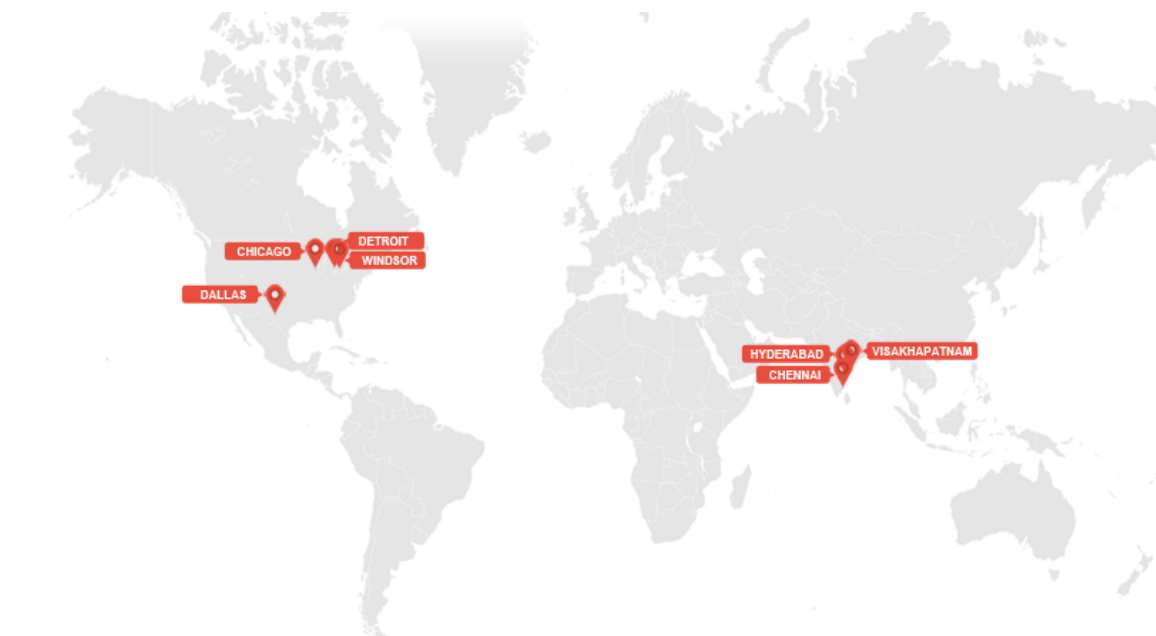 DETROIT
CHICAGO
WINDSOR
DALLAS
HYDERABAD
VISAKHAPATNAM
CHENNAI